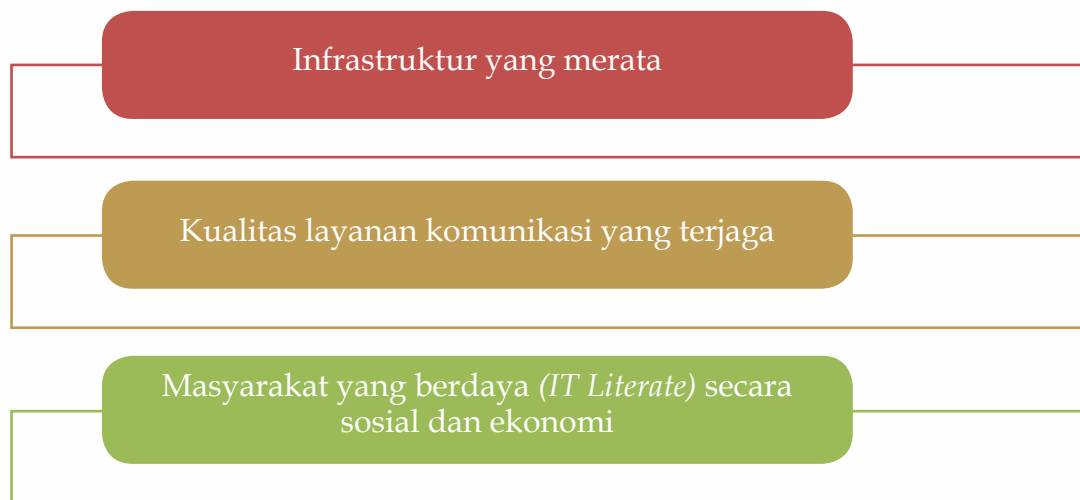 Infrastruktur yang merata
Kualitas layanan komunikasi yang terjaga
Masyarakat yang berdaya (IT Literate) secara
sosial dan ekonomi